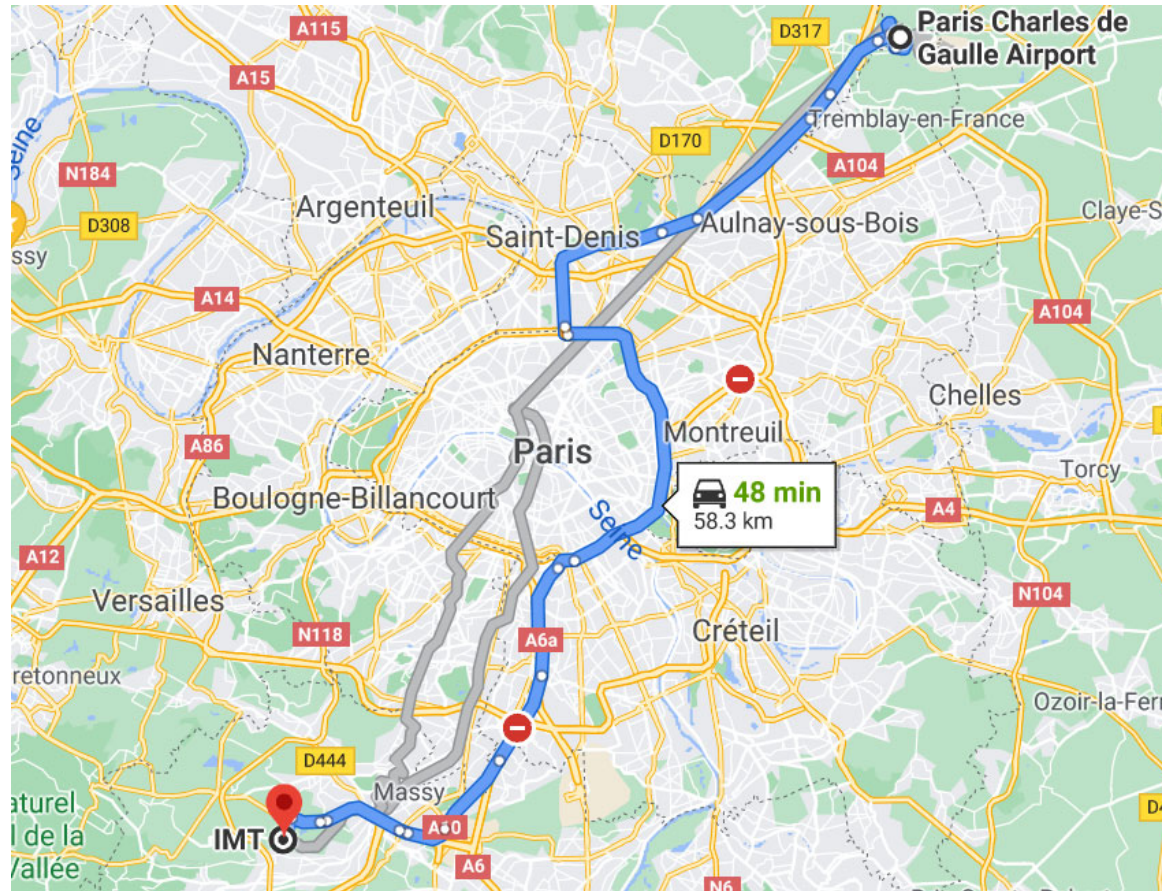 A115
D317
Paris Charles de
Gaulle Airport
A15
Seine
Tremblay-en-France
D170
A104
N184
Argenteuil
D308
Saint-Denis
Aulnay-sous-Bois
Claye-S
ssy
A14
A104
Nanterre
Chelles
Montreuil
A86
Paris
Torcy
48 min
58.3 km
Boulogne-Billancourt
Seine
A4
A12
Versailles
N104
N118
A6a
Créteil
retonneux
Ozoir-la-Ferr
D444
Massy
aturel
l de la
Vallée
IMT
A10
A6
D4
N6